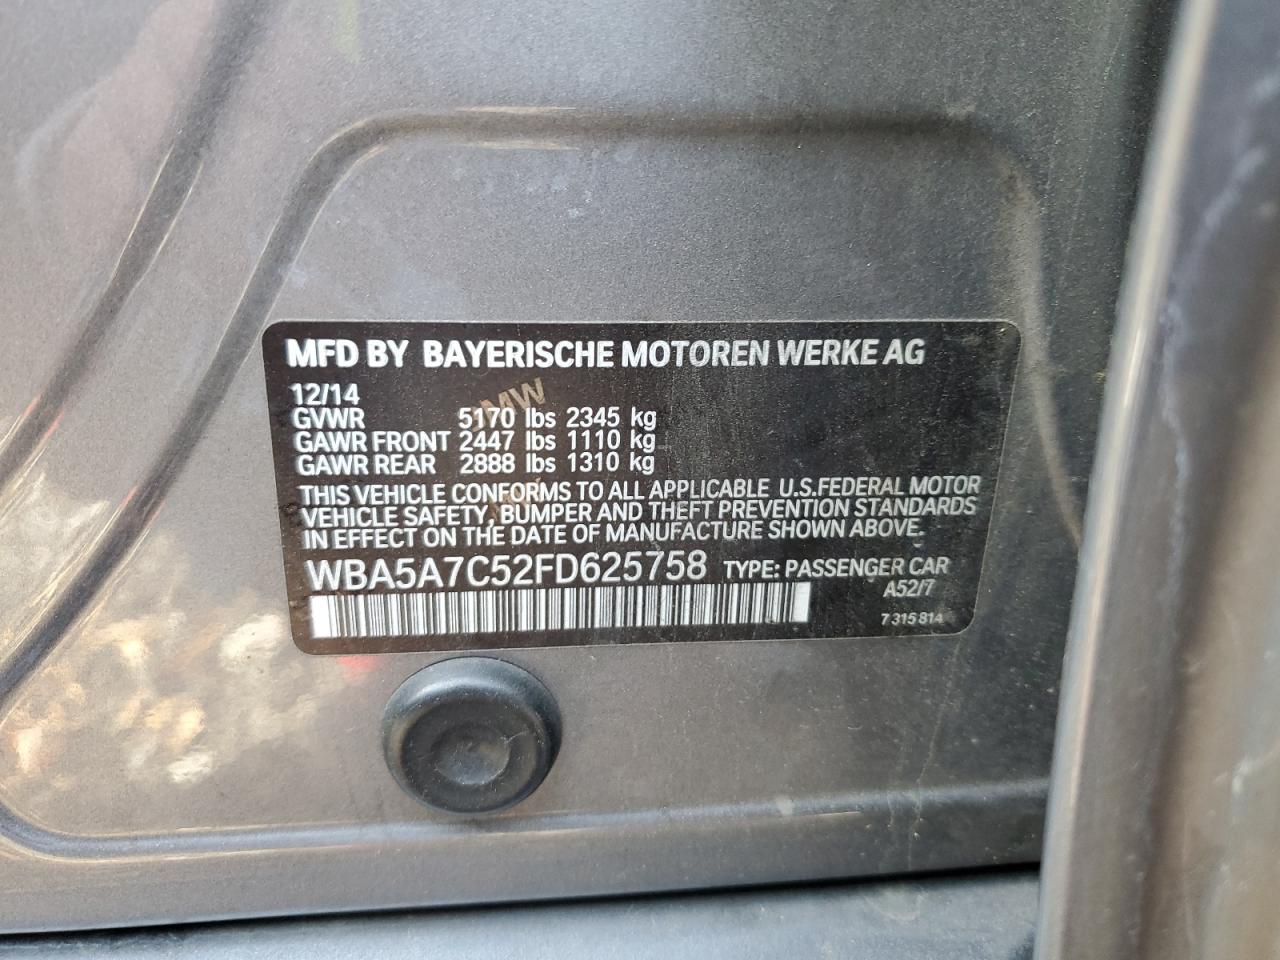 MFD BY BAYERISCHE MOTOREN WERKE AG
12/14
GVWR 5170 lbs 2345 kg
GAWR FRONT 2447 lbs 1110 kg
GAWR REAR 2888 lbs 1310 kg
THIS VEHICLE CONFORMS TO ALL APPLICABLE U.S.FEDERAL MOTOR
VEHICLE SAFETY, BUMPER AND THEFT PREVENTION STANDARDS
IN EFFECT ON THE DATE OF MANUFACTURE SHOWN ABOVE.
WBA5A7C52FD625758 TYPE: PASSENGER CAR
A52/7
7 315 814